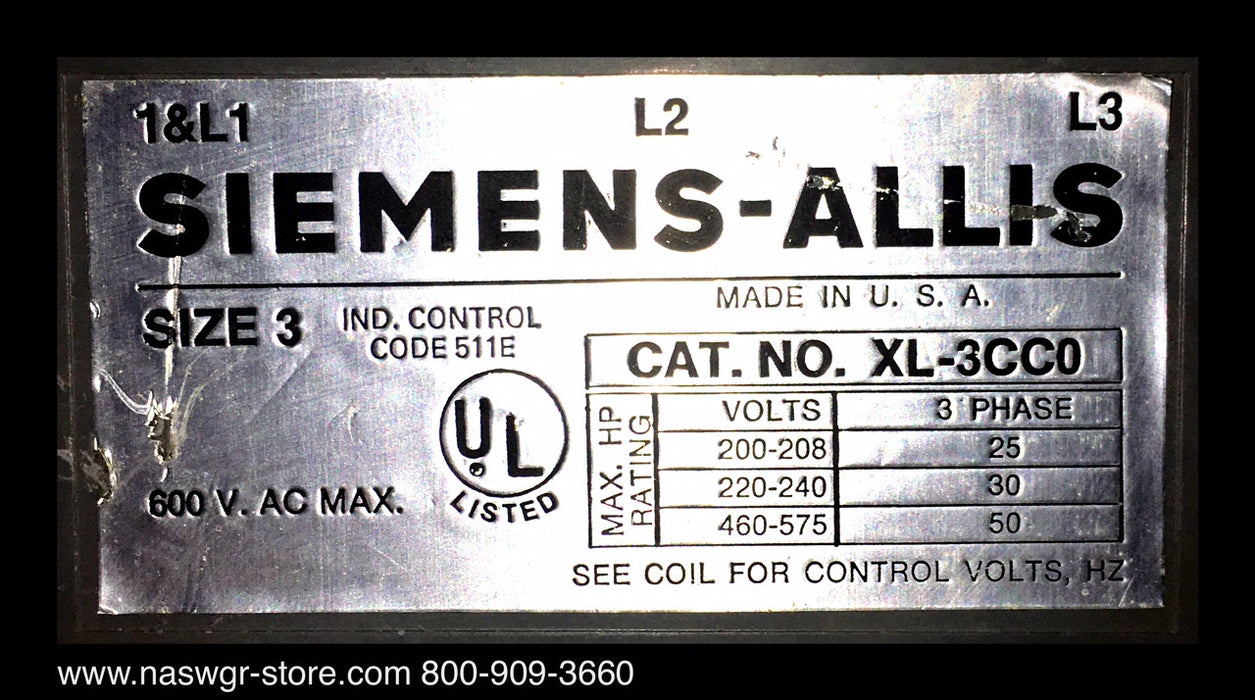 1&L1 L2 L3
SIEMENS-ALLIS
SIZE 3
IND. CONTROL
CODE 511E
UL
LISTED
600 V. AC MAX.
MADE IN U. S. A.
CAT. NO. XL-3CC0
MAX. HP
RATING
VOLTS 3 PHASE
200-208 25
220-240 30
460-575 50
SEE COIL FOR CONTROL VOLTS, HZ
www.naswgr-store.com 800-909-3660